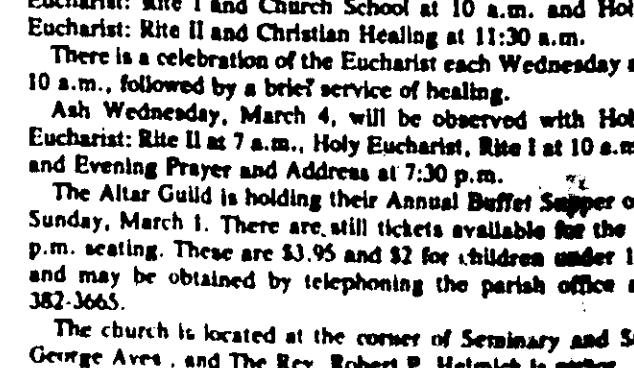 Eucharist: Rite I and Church School at 10 a.m. and Hol
Eucharist: Rite II and Christian Healing at 11:30 a.m.
There is a celebration of the Eucharist each Wednesday a
10 a.m., followed by a brief service of healing.
Ash Wednesday, March 4, will be observed with Hol
Eucharist: Rite II at 7 a.m., Holy Eucharist, Rite I at 10 a.m
and Evening Prayer and Address at 7:30 p.m.
The Altar Guild is holding their Annual Buffet Supper o
Sunday, March 1. There are still tickets available for the
p.m. seating. These are $3.95 and $2 for children under 1
and may be obtained by telephoning the parish office a
382-3665.
The church is located at the corner of Seminary and S
George Aves, and The Rev. Robert P. Helmich is